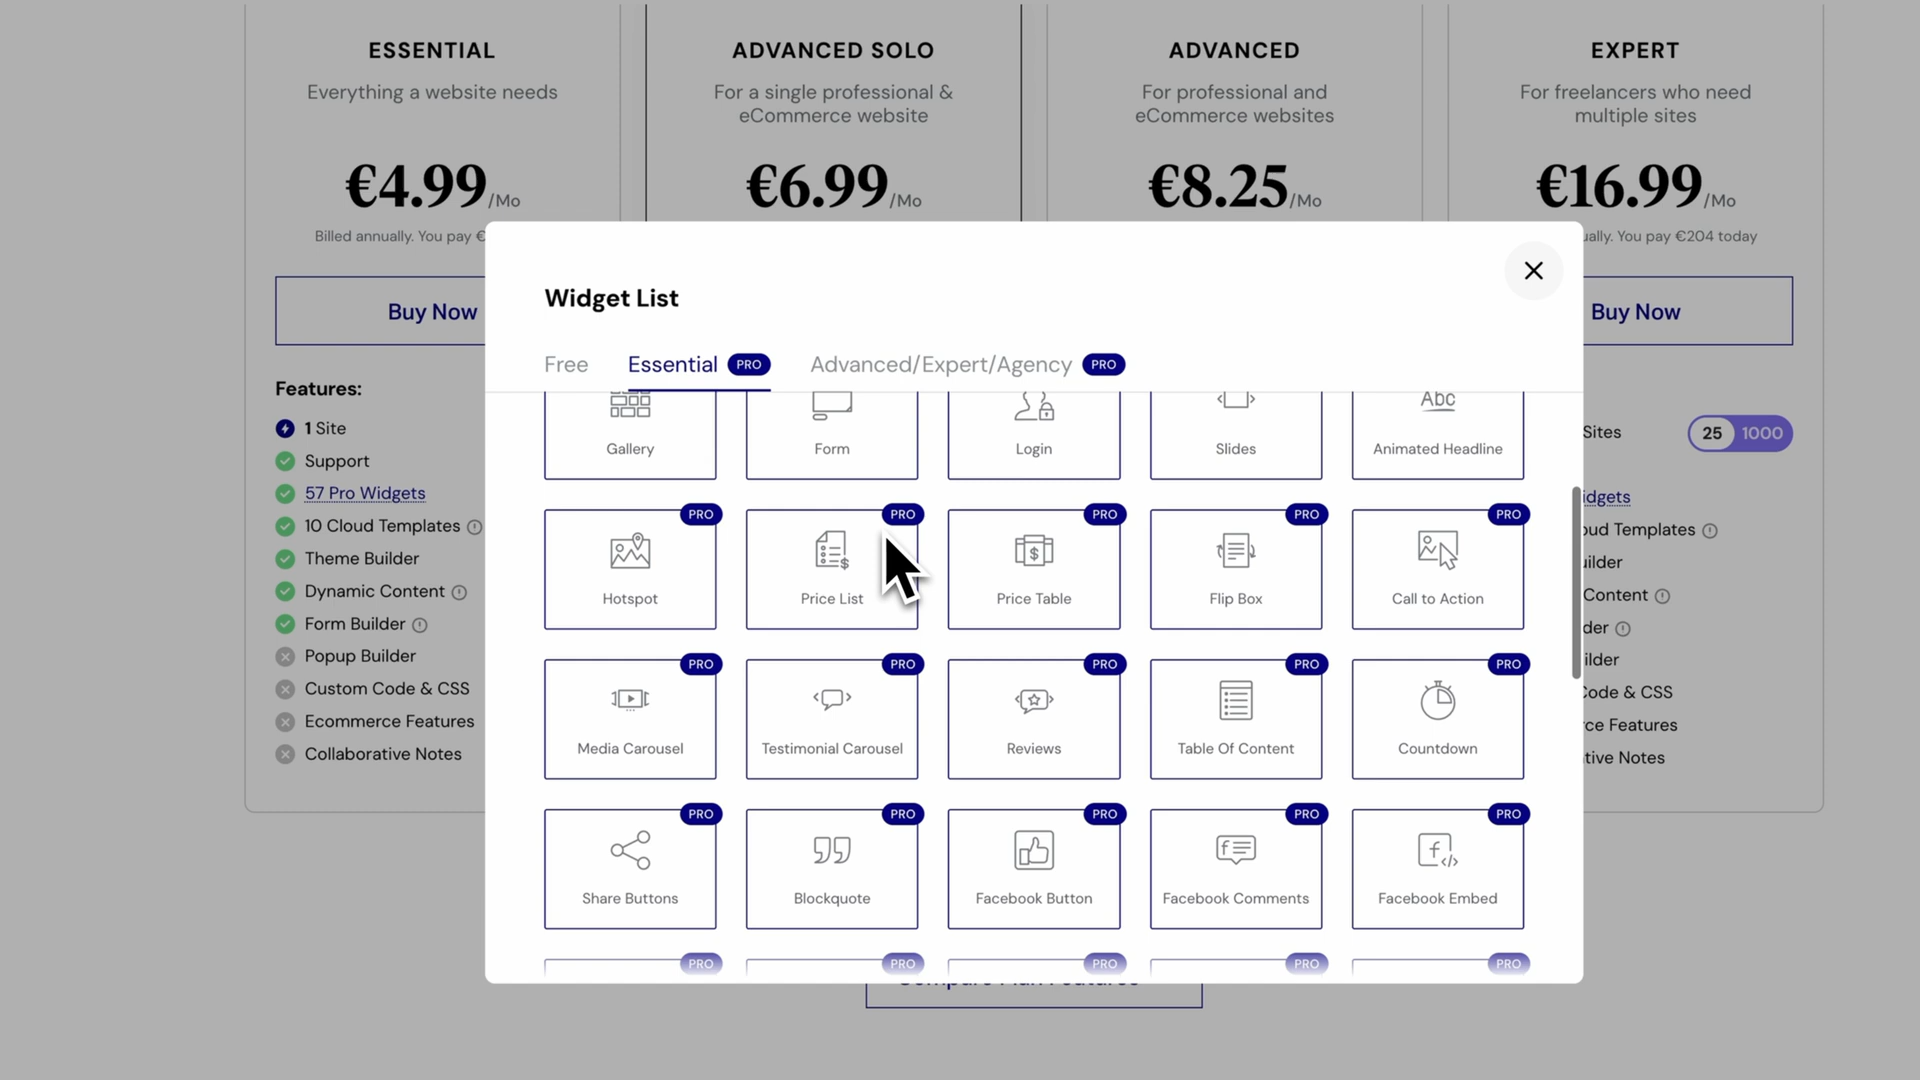 ESSENTIAL
Everything a website needs
€4.99/Mo
Billed annually. You pay €
Buy Now
Features:
1 Site
Support
57 Pro Widgets
10 Cloud Templates
Theme Builder
Dynamic Content
Form Builder
Popup Builder
Custom Code & CSS
Ecommerce Features
Collaborative Notes
ADVANCED SOLO
For a single professional &
eCommerce website
€6.99/Mo
ADVANCED
For professional and
eCommerce websites
€8.25/Mo
EXPERT
For freelancers who need
multiple sites
€16.99/Mo
ually. You pay €204 today
Buy Now
Sites
25 1000
idgets
oud Templates
uilder
Content
der
ilder
Code & CSS
rce Features
tive Notes
Widget List
Free
Essential PRO
Advanced/Expert/Agency PRO
Gallery
Form
Login
Slides
Abc
Animated Headline
PRO
Hotspot
PRO
Price List
PRO
Price Table
PRO
Flip Box
PRO
Call to Action
PRO
Media Carousel
PRO
Testimonial Carousel
PRO
Reviews
PRO
Table Of Content
PRO
Countdown
PRO
Share Buttons
PRO
Blockquote
PRO
Facebook Button
PRO
Facebook Comments
PRO
Facebook Embed
PRO
PRO
PRO
PRO
PRO